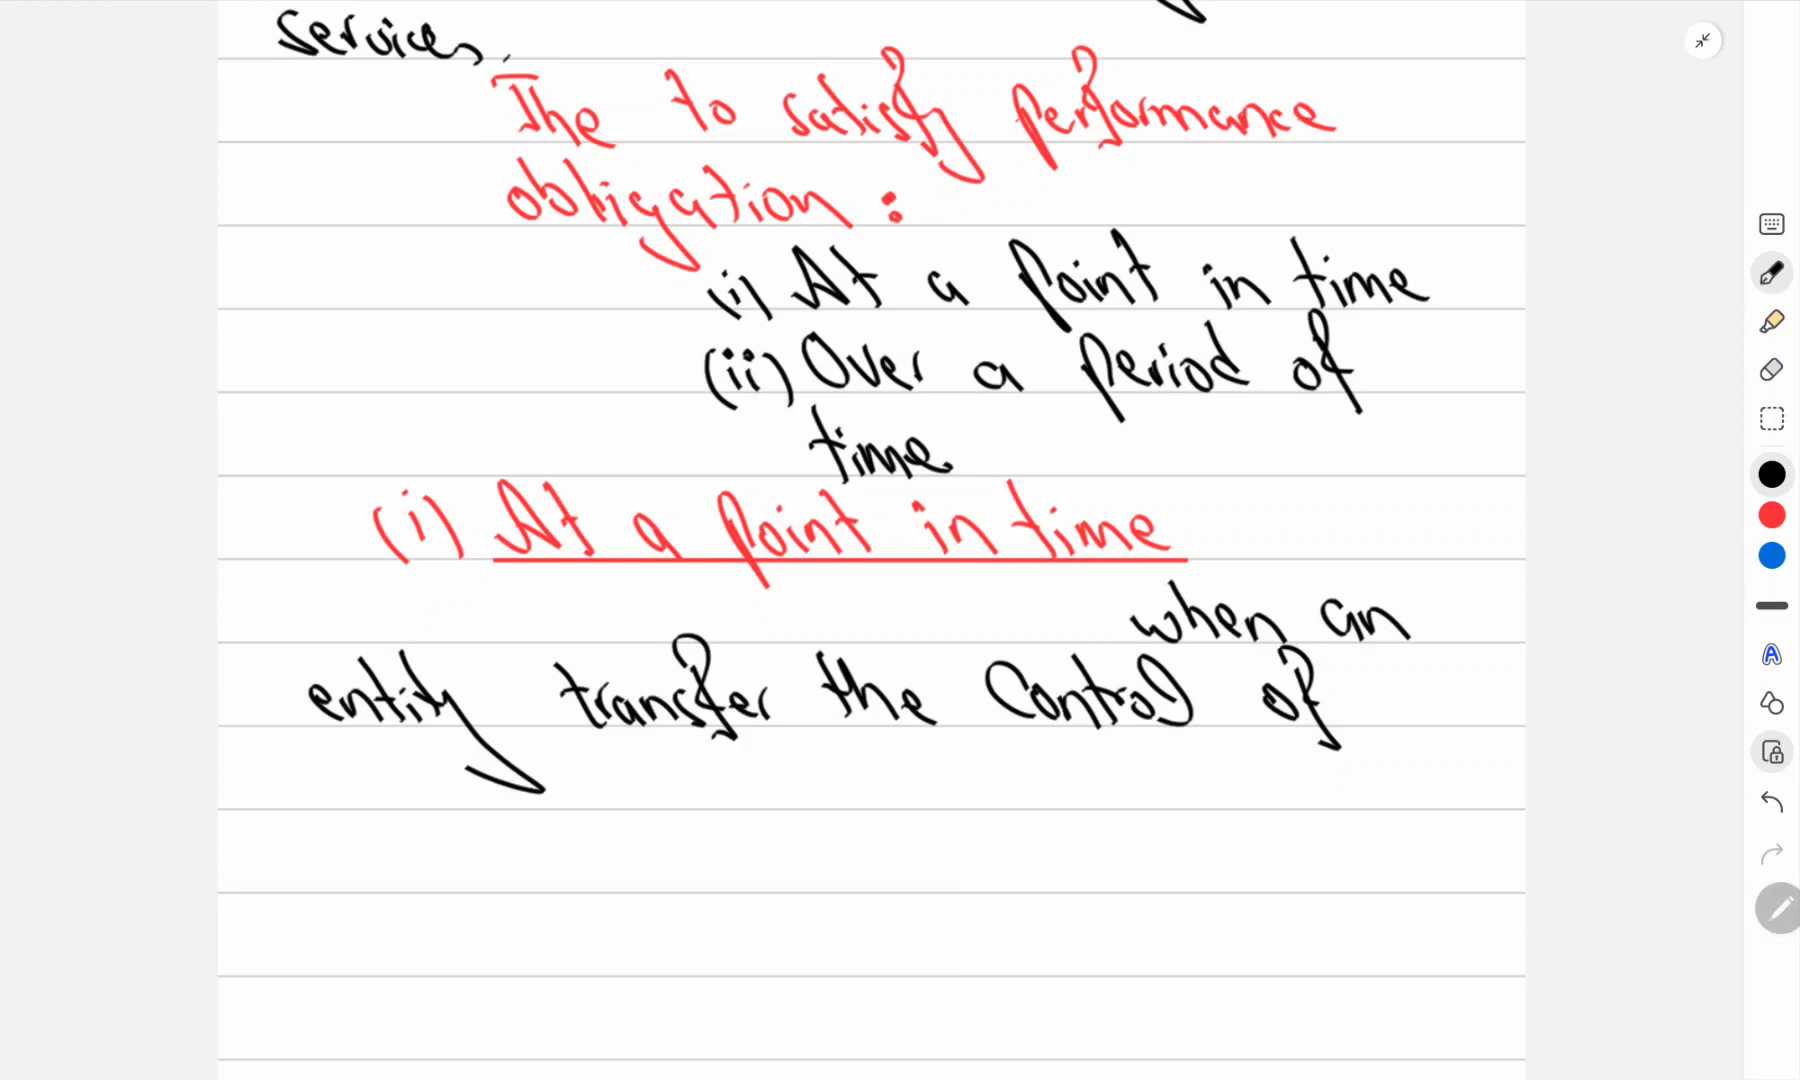 services.
The to satisfy performance
obligation :
(i) At a point in time
(ii) Over a period of
time
(i) At a point in time
when an
entity transfer the Control of